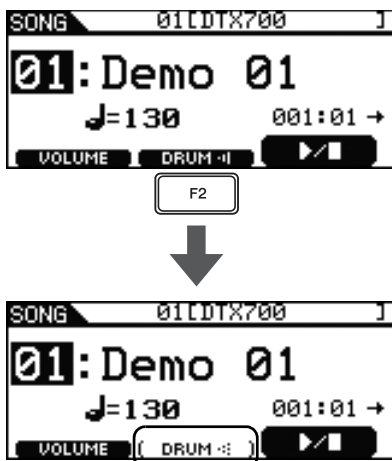 SONG 01[DTX700 ]
01:Demo 01
♩=130 001:01→
VOLUME DRUM
F2
SONG 01[DTX700 ]
01:Demo 01
♩=130 001:01→
VOLUME DRUM